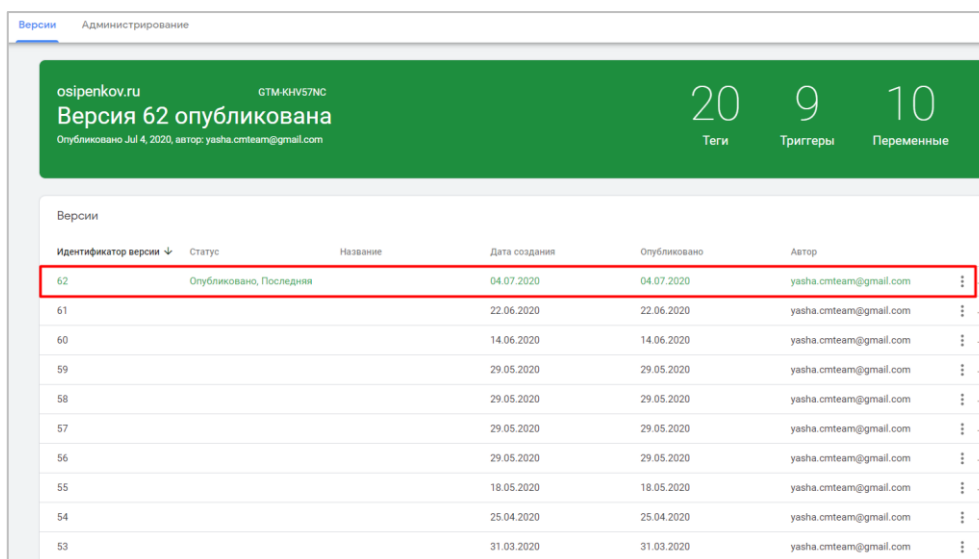 Версии Администрирование
osipenkov.ru GTM-KHV57NC
Версия 62 опубликована
Опубликовано Jul 4, 2020, автор: yasha.cmteam@gmail.com
20 9 10
Теги Триггеры Переменные
Версии
Идентификатор версии Статус Название Дата создания Опубликовано Автор
62 Опубликовано, Последняя 04.07.2020 04.07.2020 yasha.cmteam@gmail.com
61 22.06.2020 22.06.2020 yasha.cmteam@gmail.com
60 14.06.2020 14.06.2020 yasha.cmteam@gmail.com
59 29.05.2020 29.05.2020 yasha.cmteam@gmail.com
58 29.05.2020 29.05.2020 yasha.cmteam@gmail.com
57 29.05.2020 29.05.2020 yasha.cmteam@gmail.com
56 29.05.2020 29.05.2020 yasha.cmteam@gmail.com
55 18.05.2020 18.05.2020 yasha.cmteam@gmail.com
54 25.04.2020 25.04.2020 yasha.cmteam@gmail.com
53 31.03.2020 31.03.2020 yasha.cmteam@gmail.com